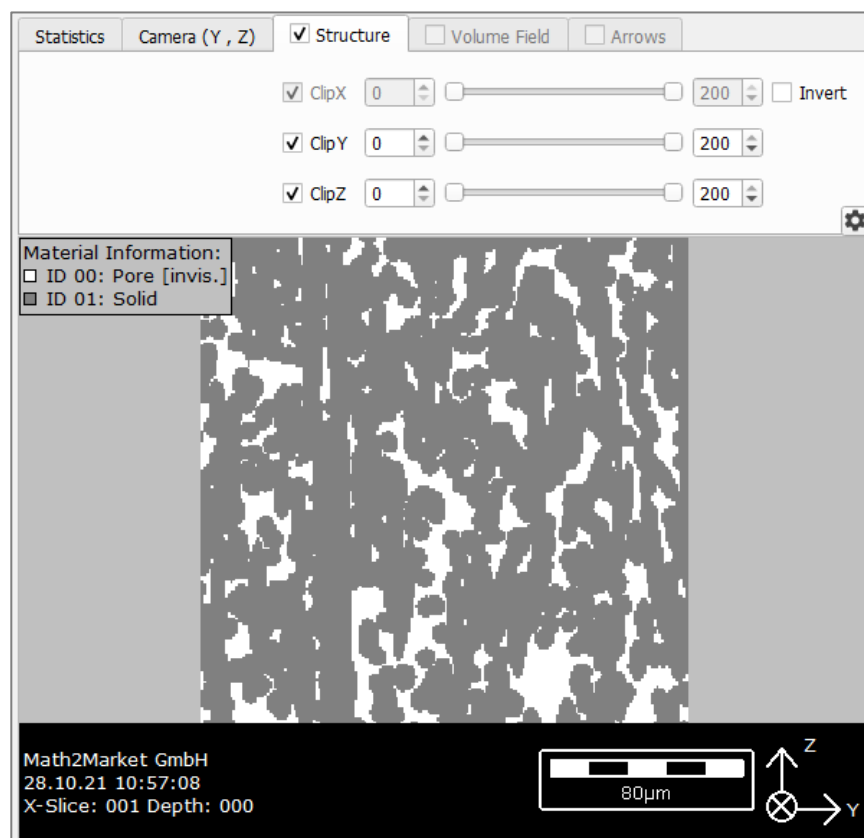 Statistics Camera (Y , Z) Structure Volume Field Arrows
ClipX 0 200 Invert
ClipY 0 200
ClipZ 0 200
Material Information:
ID 00: Pore [invis.]
ID 01: Solid
Math2Market GmbH
28.10.21 10:57:08
X-Slice: 001 Depth: 000
80µm
Z
Y